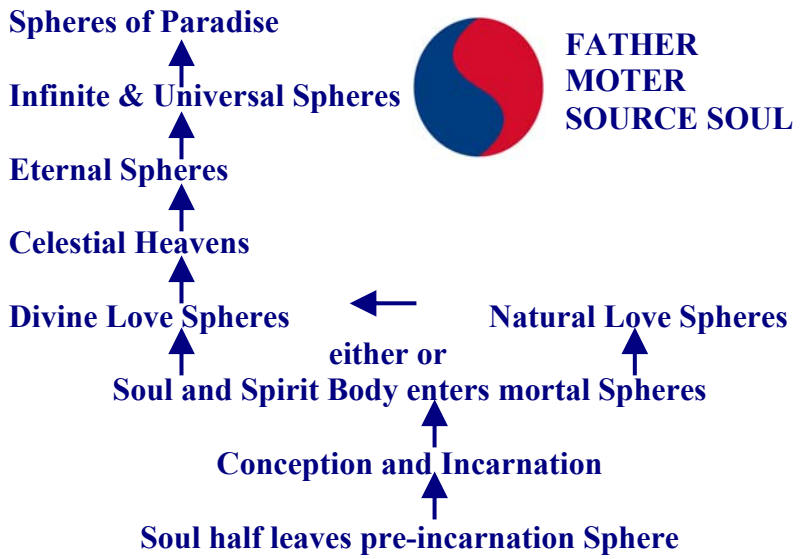 Spheres of Paradise
FATHER
MOTER
SOURCE SOUL
Infinite & Universal Spheres
Eternal Spheres
Celestial Heavens
Divine Love Spheres
Natural Love Spheres
either or
Soul and Spirit Body enters mortal Spheres
Conception and Incarnation
Soul half leaves pre-incarnation Sphere